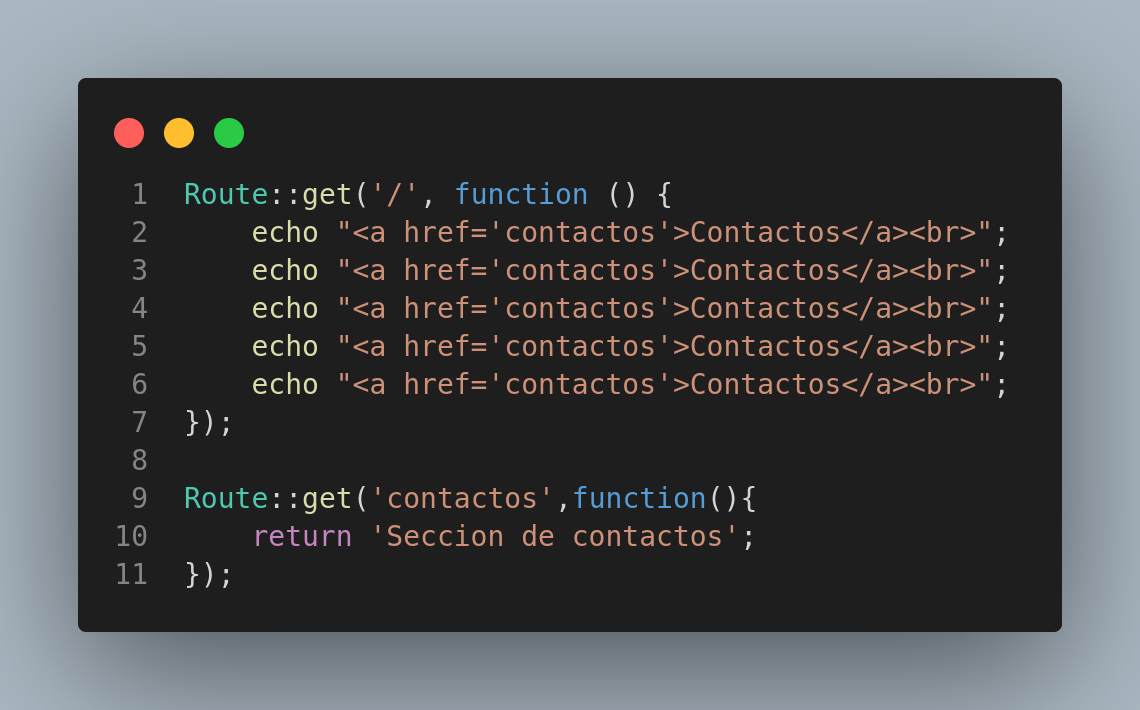 1 Route::get('/', function () {
2     echo "<a href='contactos'>Contactos</a><br>";
3     echo "<a href='contactos'>Contactos</a><br>";
4     echo "<a href='contactos'>Contactos</a><br>";
5     echo "<a href='contactos'>Contactos</a><br>";
6     echo "<a href='contactos'>Contactos</a><br>";
7 });
8
9 Route::get('contactos',function(){
10     return 'Seccion de contactos';
11 });